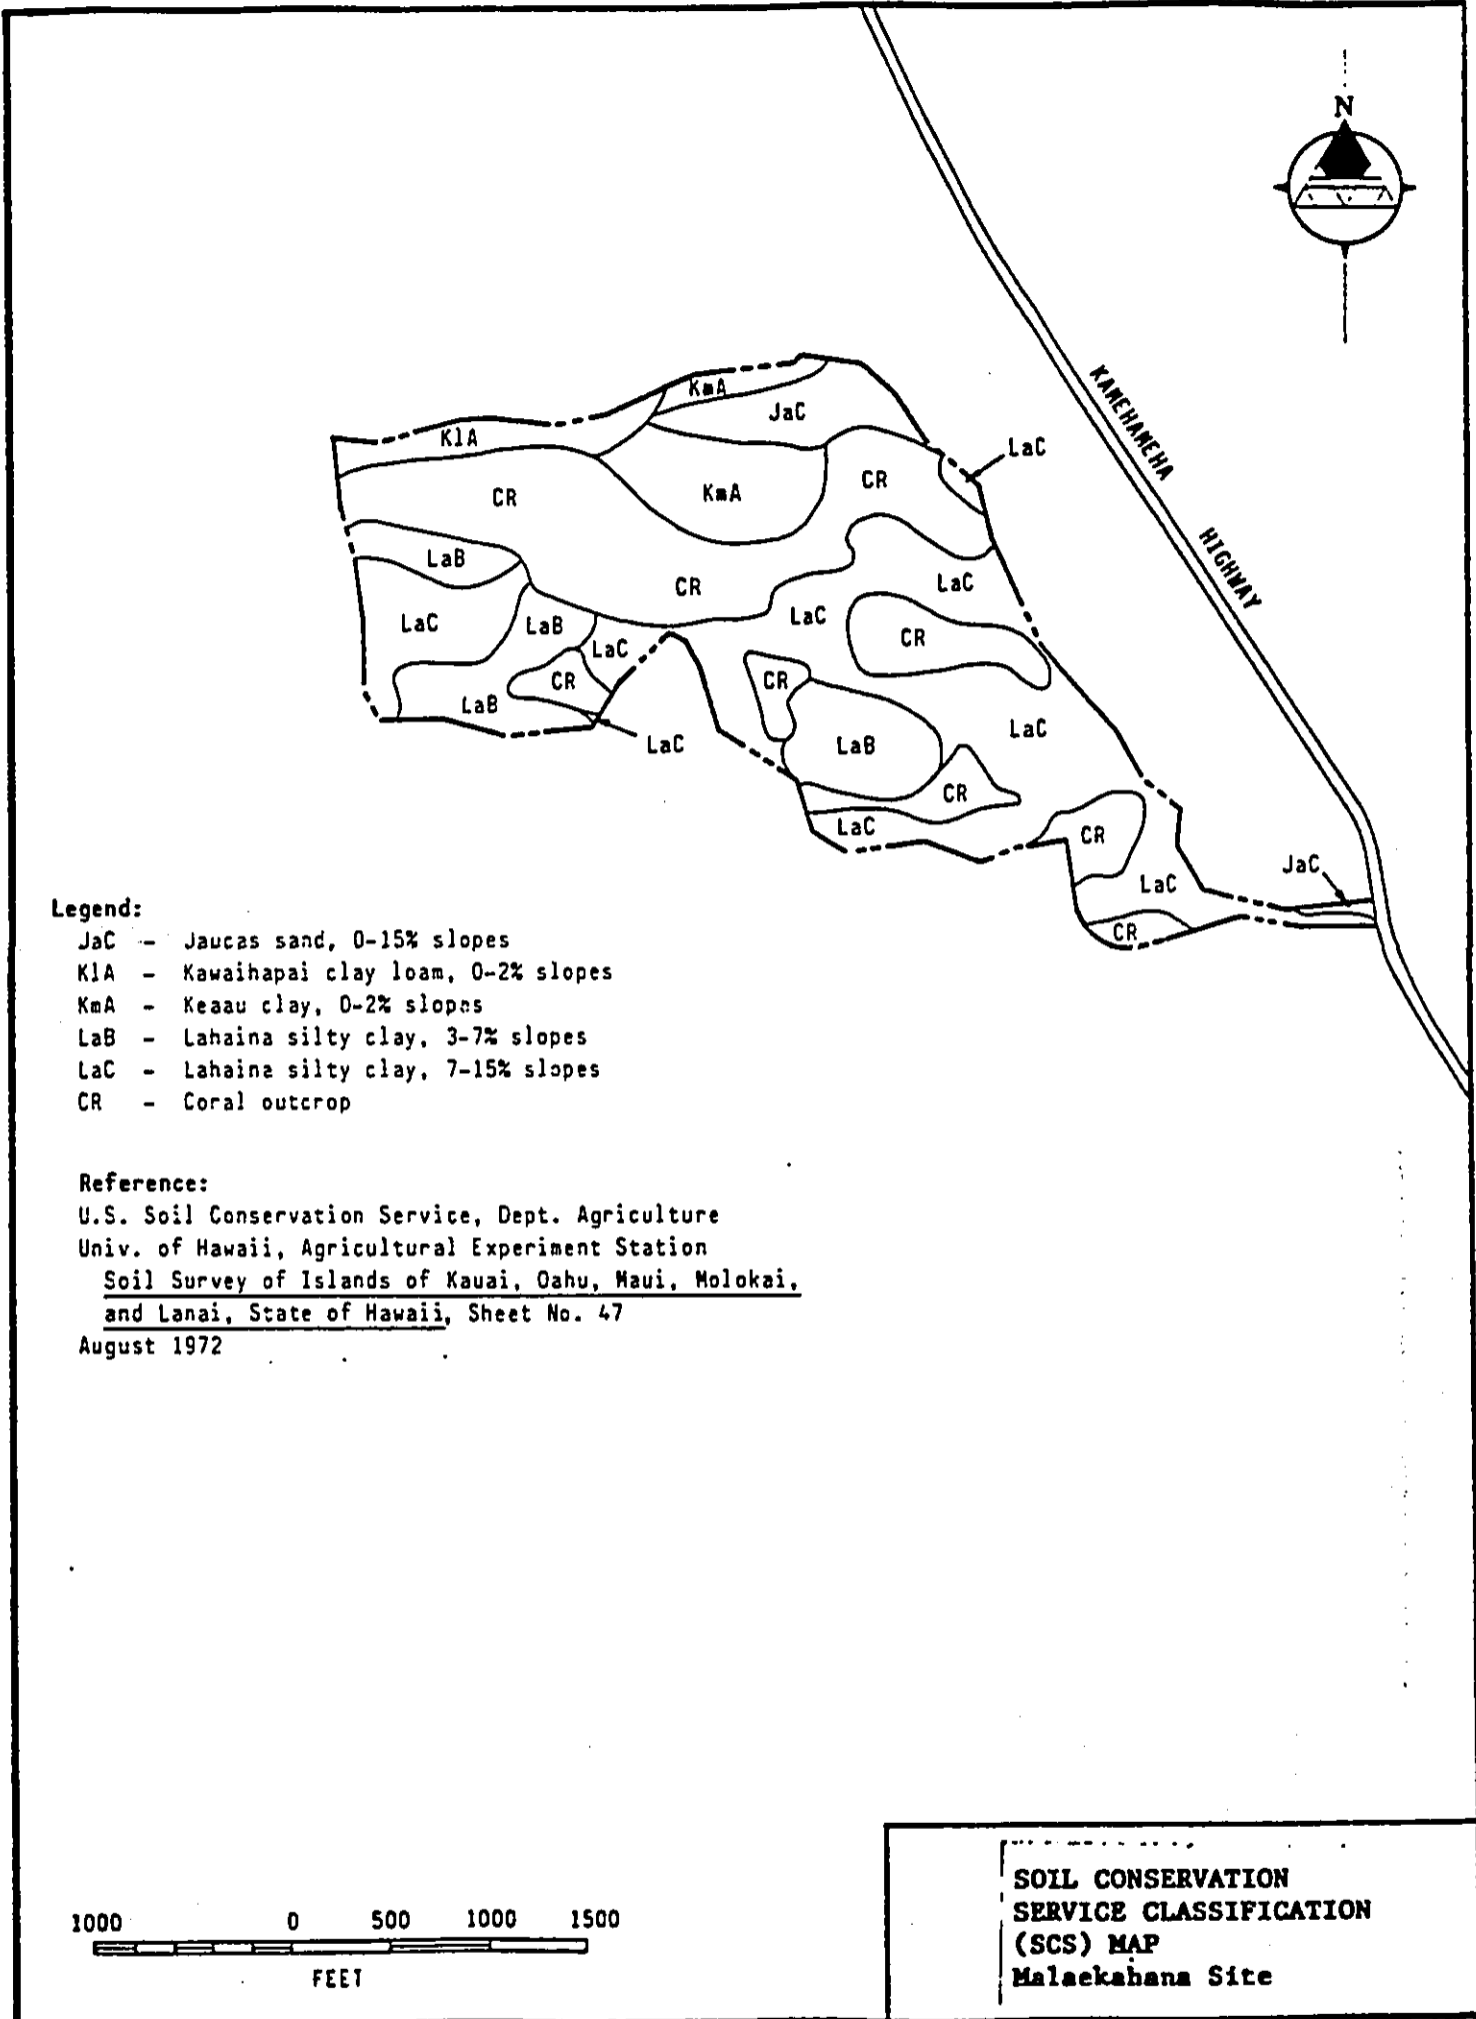 N
KAMEHAMEHA
HIGHWAY
KmA
JaC
KlA
LaC
CR
KmA
CR
LaB
CR
LaC
LaC
LaC
LaB
LaC
CR
CR
CR
LaB
LaC
LaC
LaB
CR
LaC
CR
JaC
LaC
CR
Legend:
JaC - Jaucas sand, 0-15% slopes
KlA - Kawaihapai clay loam, 0-2% slopes
KmA - Keaau clay, 0-2% slopes
LaB - Lahaina silty clay, 3-7% slopes
LaC - Lahaina silty clay, 7-15% slopes
CR - Coral outcrop
Reference:
U.S. Soil Conservation Service, Dept. Agriculture
Univ. of Hawaii, Agricultural Experiment Station
Soil Survey of Islands of Kauai, Oahu, Maui, Molokai,
and Lanai, State of Hawaii, Sheet No. 47
August 1972
1000 0 500 1000 1500
FEET
SOIL CONSERVATION
SERVICE CLASSIFICATION
(SCS) MAP
Malaekahana Site